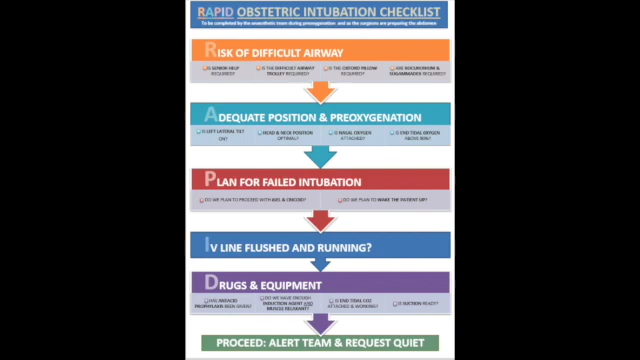 RAPID OBSTETRIC INTUBATION CHECKLIST
To be completed by the anaesthetic team during preoxygenation and as the surgeons are preparing the abdomen
RISK OF DIFFICULT AIRWAY
IS SENIOR HELP REQUIRED?
IS THE DIFFICULT AIRWAY TROLLEY REQUIRED?
IS THE OXFORD PILLOW REQUIRED?
ARE ROCURONIUM & SUGAMMADEX REQUIRED?
ADEQUATE POSITION & PREOXYGENATION
IS LEFT LATERAL TILT ON?
HEAD & NECK POSITION OPTIMAL?
IS NASAL OXYGEN ATTACHED?
IS END TIDAL OXYGEN ABOVE 90%?
PLAN FOR FAILED INTUBATION
DO WE PLAN TO PROCEED WITH & CRICOID?
DO WE PLAN TO WAKE THE PATIENT UP?
IV LINE FLUSHED AND RUNNING?
DRUGS & EQUIPMENT
HAS ANTACID PROPHYLAXIS BEEN GIVEN?
DO WE HAVE ENOUGH INDUCTION AGENT AND MUSCLE RELAXANT?
IS END TIDAL CO2 ATTACHED & WORKING?
IS SUCTION READY?
PROCEED: ALERT TEAM & REQUEST QUIET